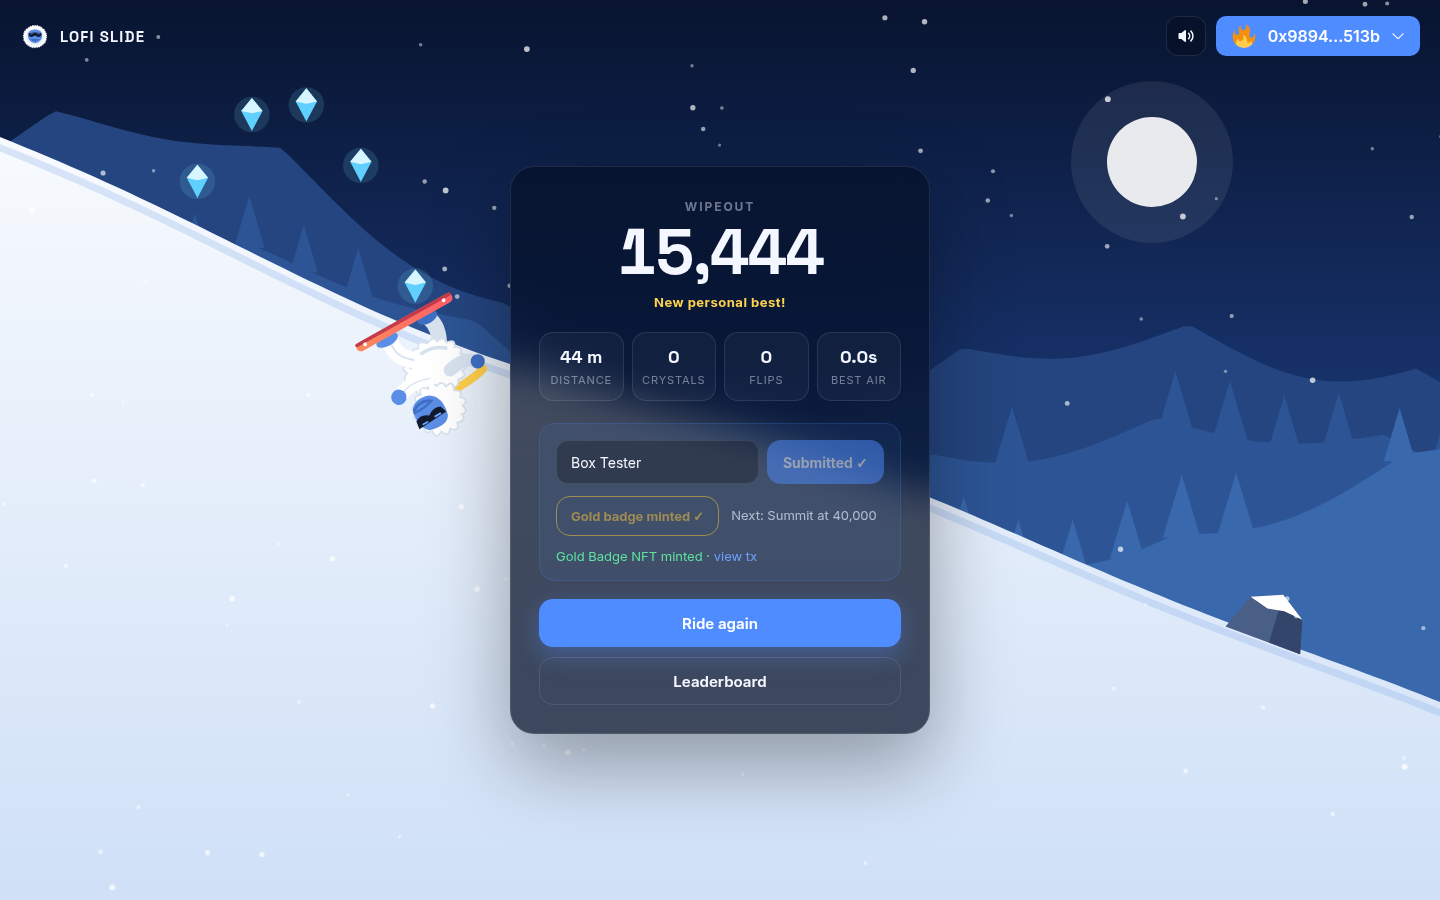 LOFI SLIDE
0x9894...513b
WIPEOUT
15,444
New personal best!
44 m
DISTANCE
0
CRYSTALS
0
FLIPS
0.0s
BEST AIR
Box Tester
Submitted ✓
Gold badge minted ✓
Next: Summit at 40,000
Gold Badge NFT minted · view tx
Ride again
Leaderboard